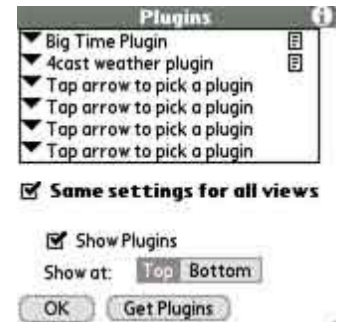 Plugins i
Big Time Plugin
4cast weather plugin
Tap arrow to pick a plugin
Tap arrow to pick a plugin
Tap arrow to pick a plugin
Tap arrow to pick a plugin
Same settings for all views
Show Plugins
Show at: Top Bottom
OK Get Plugins